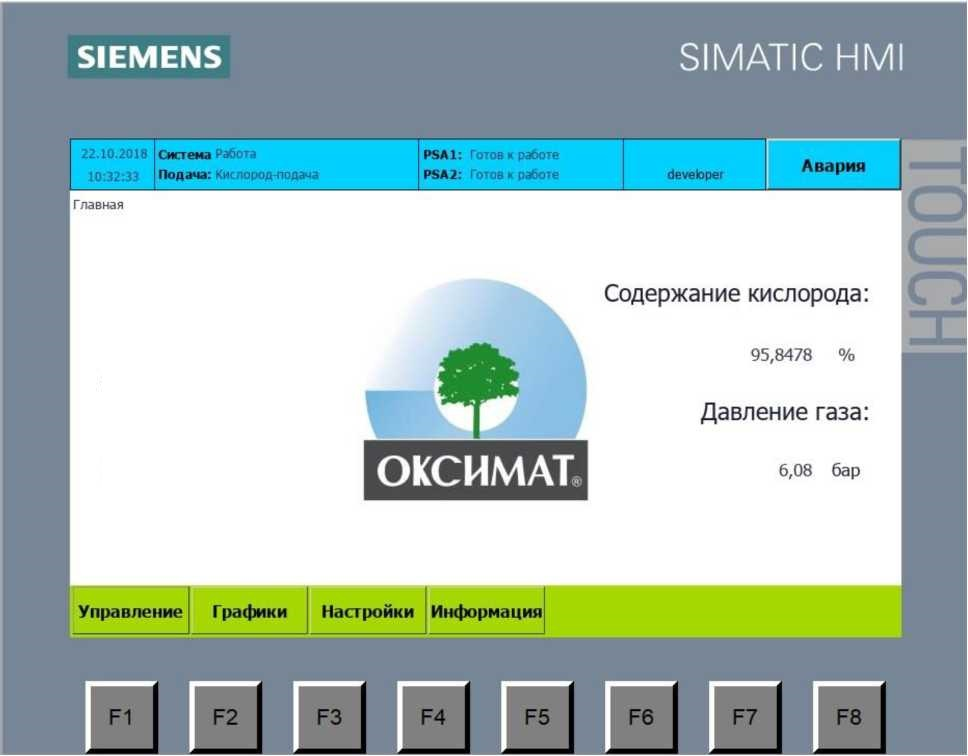 SIEMENS
SIMATIC HMI
TOUCH
22.10.2018
10:32:33
Система Работа
Подача: Кислород-подача
PSA1: Готов к работе
PSA2: Готов к работе
developer
Авария
Главная
Содержание кислорода:
95,8478 %
Давление газа:
6,08 бар
ОКСИМАТ®
Управление
Графики
Настройки
Информация
F1 F2 F3 F4 F5 F6 F7 F8